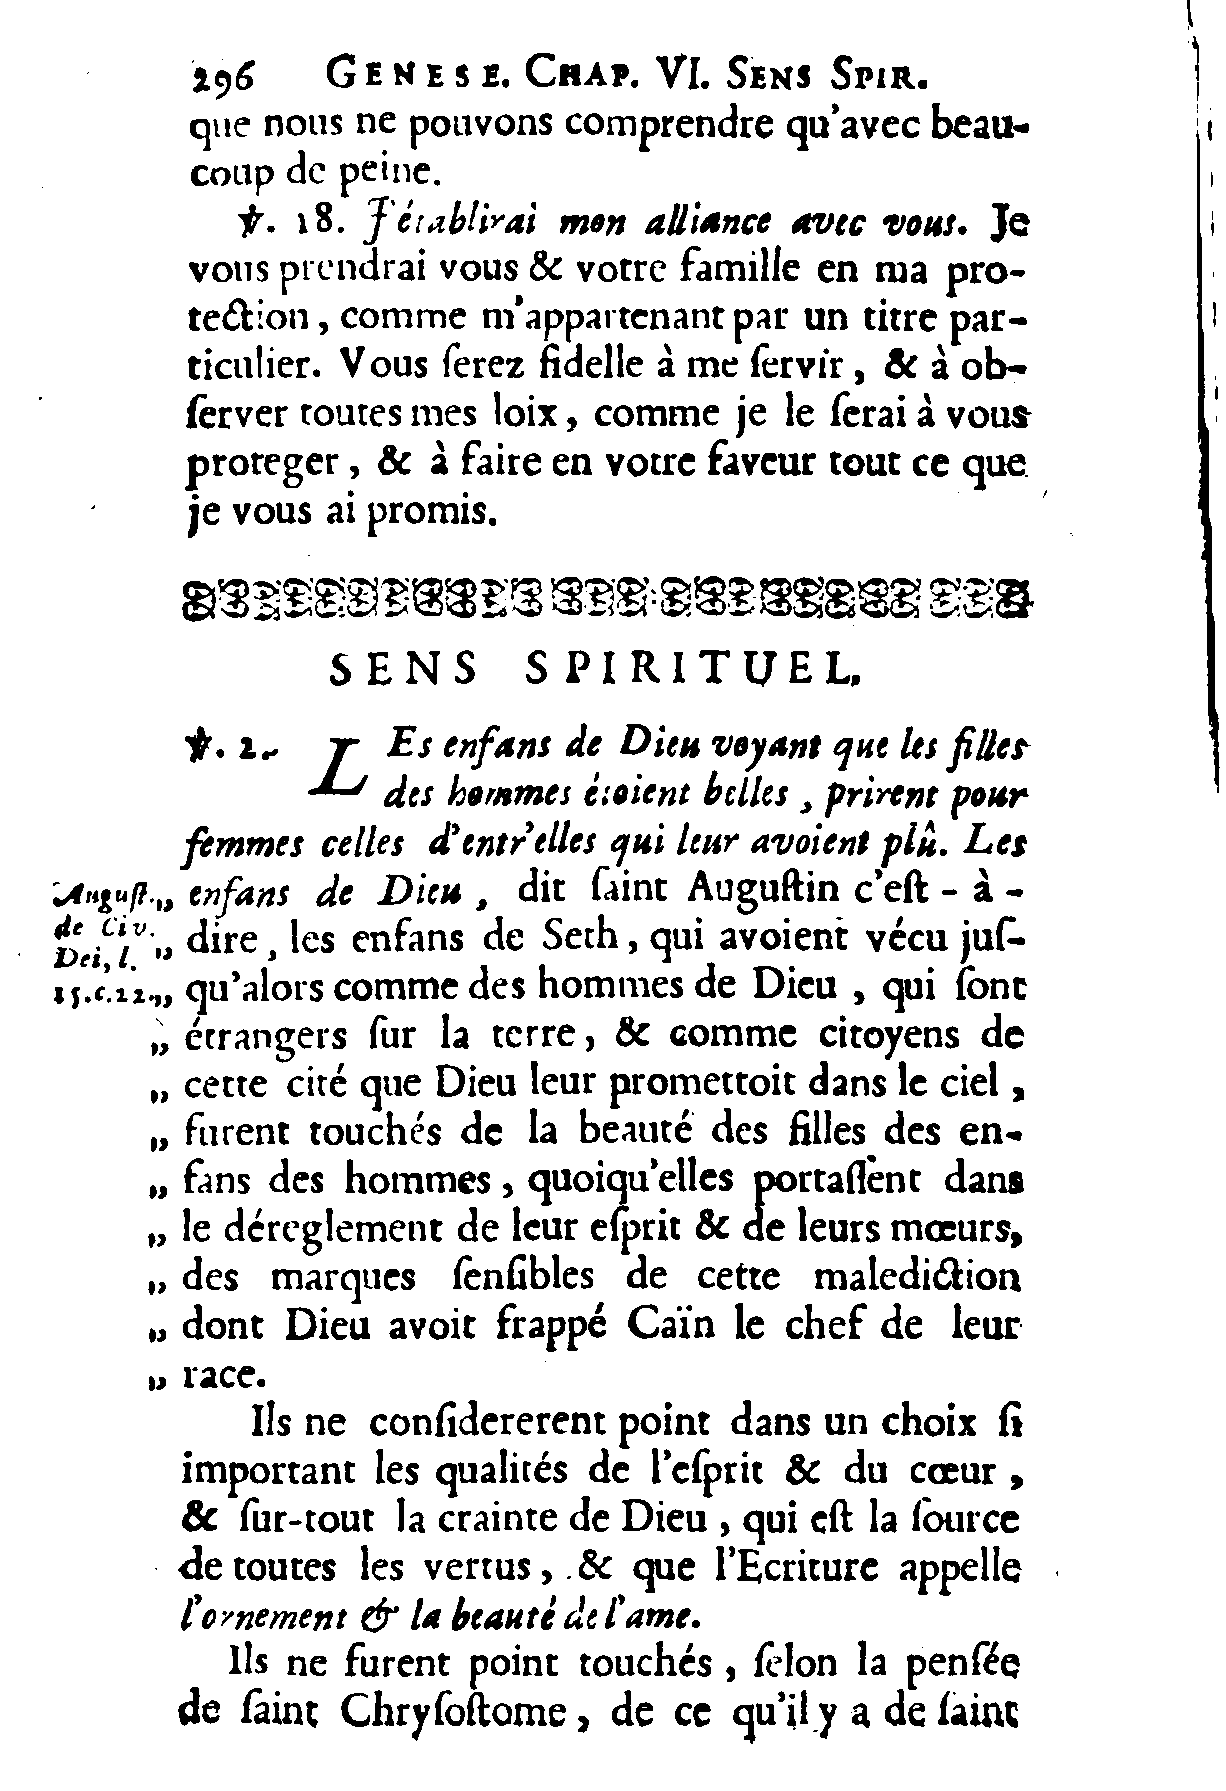 296 GENESE. CHAP. VI. SENS SPIR.
que nous ne pouvons comprendre qu'avec beau-
coup de peine.
℣. 18. J'établirai mon alliance avec vous. Je
vous prendrai vous & votre famille en ma pro-
tection, comme m'appartenant par un titre par-
ticulier. Vous ſerez fidelle à me ſervir, & à ob-
ſerver toutes mes loix, comme je le ſerai à vous
proteger, & à faire en votre faveur tout ce que
je vous ai promis.
SENS SPIRITUEL.
℣. 2. LEs enfans de Dieu voyant que les filles
des hommes étoient belles, prirent pour
femmes celles d'entr'elles qui leur avoient plû. Les
August. „ enfans de Dieu, dit ſaint Auguſtin c'eſt-à-
de Civ. Dei, l. „ dire, les enfans de Seth, qui avoient vécu juſ-
15.c.22. „ qu'alors comme des hommes de Dieu, qui ſont
„ étrangers ſur la terre, & comme citoyens de
„ cette cité que Dieu leur promettoit dans le ciel,
„ furent touchés de la beauté des filles des en-
„ fans des hommes, quoiqu'elles portaſſent dans
„ le déreglement de leur eſprit & de leurs mœurs,
„ des marques ſenſibles de cette malediction
„ dont Dieu avoit frappé Caïn le chef de leur
„ race.
Ils ne conſidererent point dans un choix ſi
important les qualités de l'eſprit & du cœur,
& ſur-tout la crainte de Dieu, qui eſt la ſource
de toutes les vertus, & que l'Ecriture appelle
l'ornement & la beauté de l'ame.
Ils ne furent point touchés, ſelon la penſée
de ſaint Chryſoſtome, de ce qu'il y a de ſaint